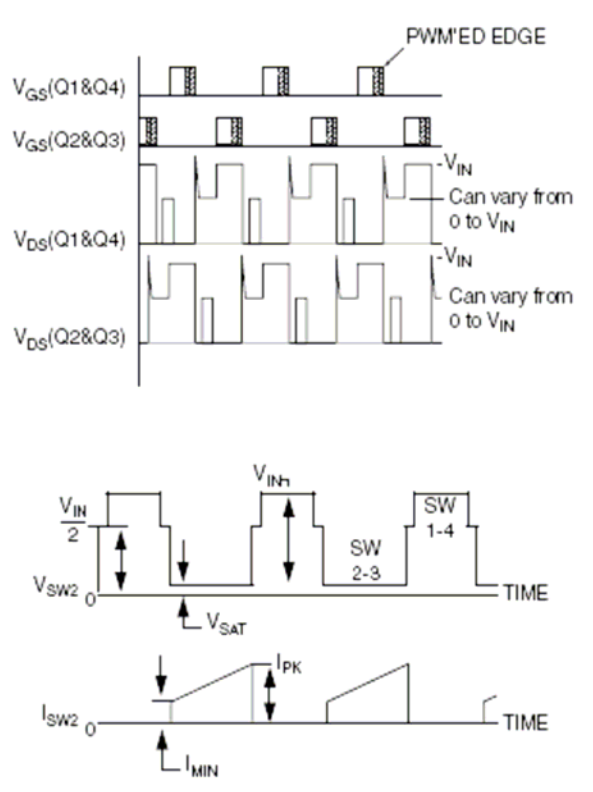 PWM'ED EDGE
VGS(Q1&Q4)
VGS(Q2&Q3)
VIN
Can vary from
0 to VIN
VDS(Q1&Q4)
VIN
Can vary from
0 to VIN
VDS(Q2&Q3)
VIN
VIN
2
SW
1-4
SW
2-3
VSW2 0
TIME
VSAT
IPK
ISW2 0
TIME
IMIN